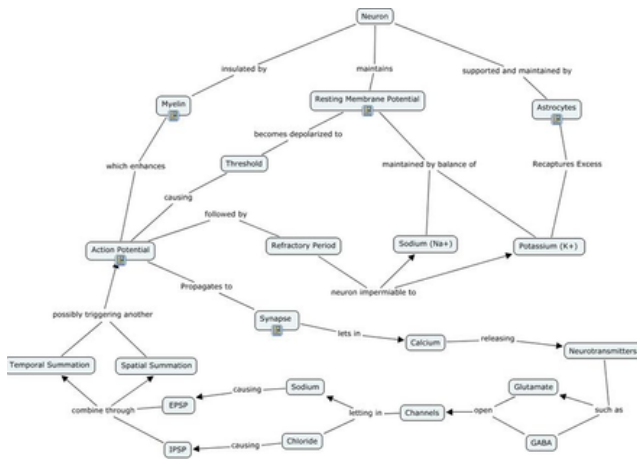 Neuron
insulated by
maintains
supported and maintained by
Myelin
Resting Membrane Potential
Astrocytes
becomes depolarized to
which enhances
Threshold
maintained by balance of
Recaptures Excess
causing
followed by
Action Potential
Refractory Period
Sodium (Na+)
Potassium (K+)
Propagates to
neuron impermiable to
possibly triggering another
Synapse
lets in
Calcium
releasing
Neurotransmitters
Temporal Summation
Spatial Summation
causing
Sodium
Glutamate
EPSP
combine through
letting in
Channels
open
such as
IPSP
causing
Chloride
GABA